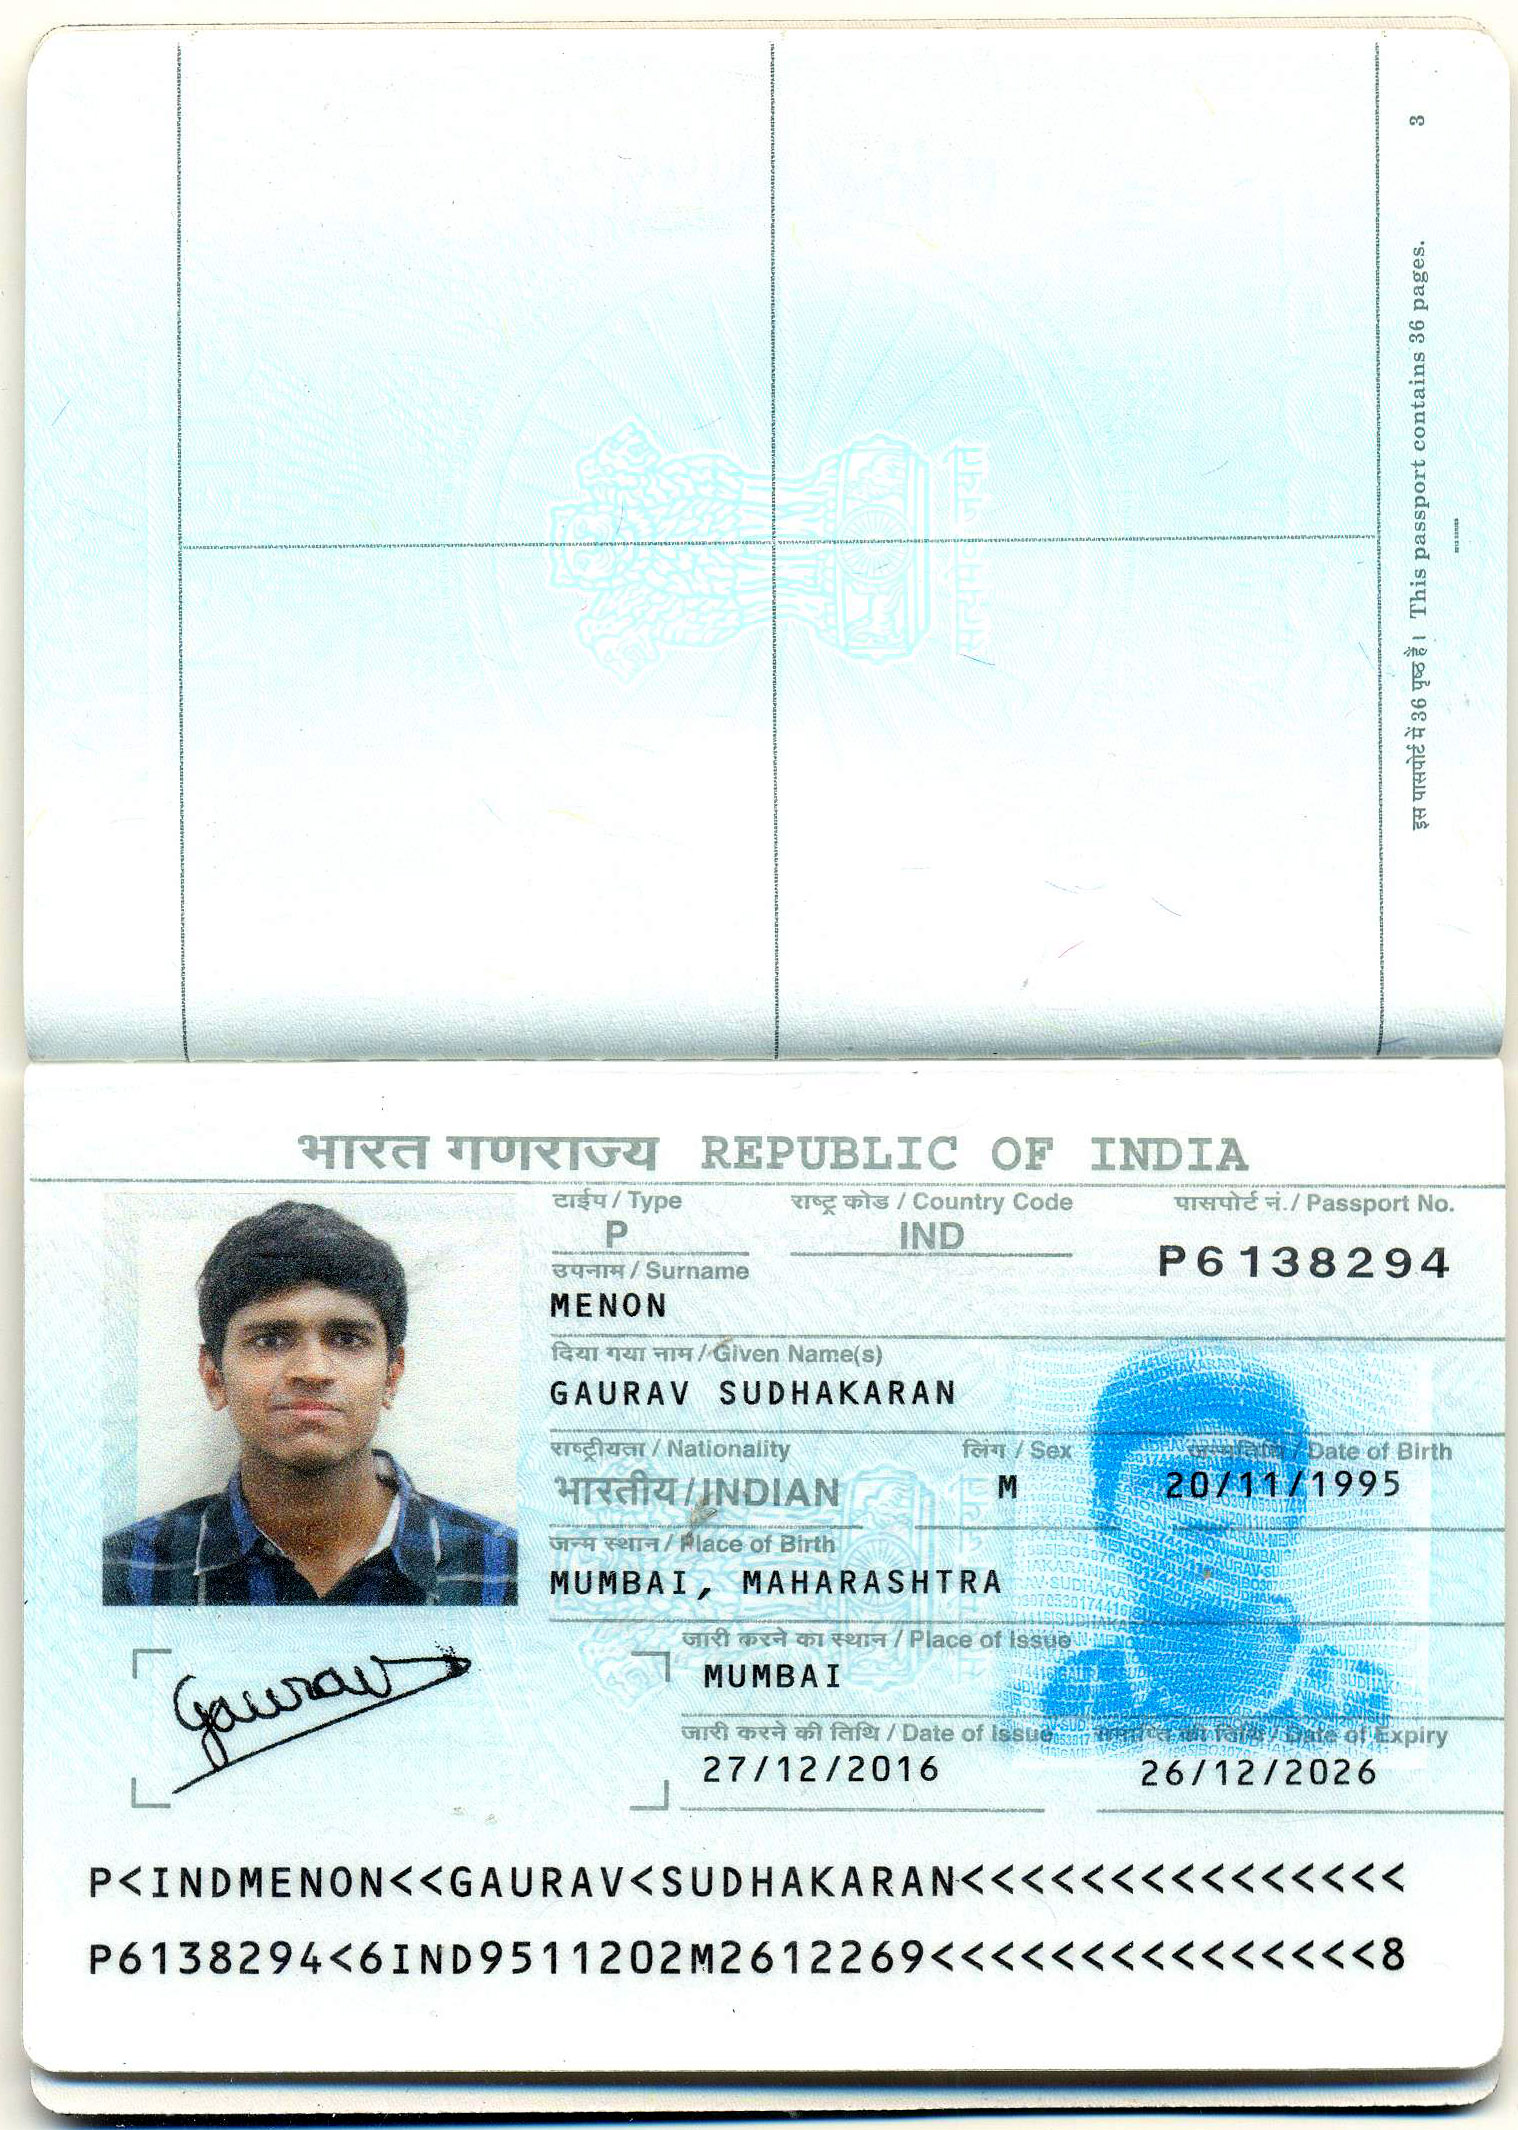 3
इस पासपोर्ट में 36 पृष्ठ है। This passport contains 36 pages.
सत्यमेव जयते
भारत गणराज्य REPUBLIC OF INDIA
टाईप / Type राष्ट्र कोड / Country Code पासपोर्ट नं. / Passport No.
P IND P6138294
उपनाम / Surname
MENON
दिया गया नाम / Given Name(s)
GAURAV SUDHAKARAN
राष्ट्रीयता / Nationality लिंग / Sex जन्मतिथि / Date of Birth
भारतीय / INDIAN M 20/11/1995
जन्म स्थान / Place of Birth
MUMBAI, MAHARASHTRA
जारी करने का स्थान / Place of Issue
MUMBAI
Gaurav
जारी करने की तिथि / Date of Issue समाप्ति की तिथि / Date of Expiry
27/12/2016 26/12/2026
P<INDMENON<<GAURAV<SUDHAKARAN<<<<<<<<<<<<<<<
P6138294<6IND9511202M2612269<<<<<<<<<<<<<<<8